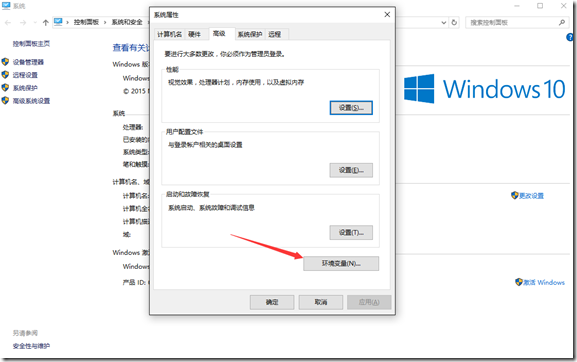 系统
控制面板
系统和安全
搜索控制面板
控制面板主页
设备管理器
远程设置
系统保护
高级系统设置
另请参阅
安全性与维护
查看有关
Windows 版
Windows
© 2015
系统
处理器:
已安装的
系统类型:
笔和触摸:
计算机名、域
计算机名:
计算机全
计算机描
域:
Windows 激
Windows
产品 ID:
系统属性
计算机名 硬件 高级 系统保护 远程
要进行大多数更改，你必须作为管理员登录。
性能
视觉效果，处理器计划，内存使用，以及虚拟内存
设置(S)...
用户配置文件
与登录帐户相关的桌面设置
设置(E)...
启动和故障恢复
系统启动、系统故障和调试信息
设置(T)...
环境变量(N)...
确定 取消 应用(A)
Windows 10
更改设置
激活 Windows